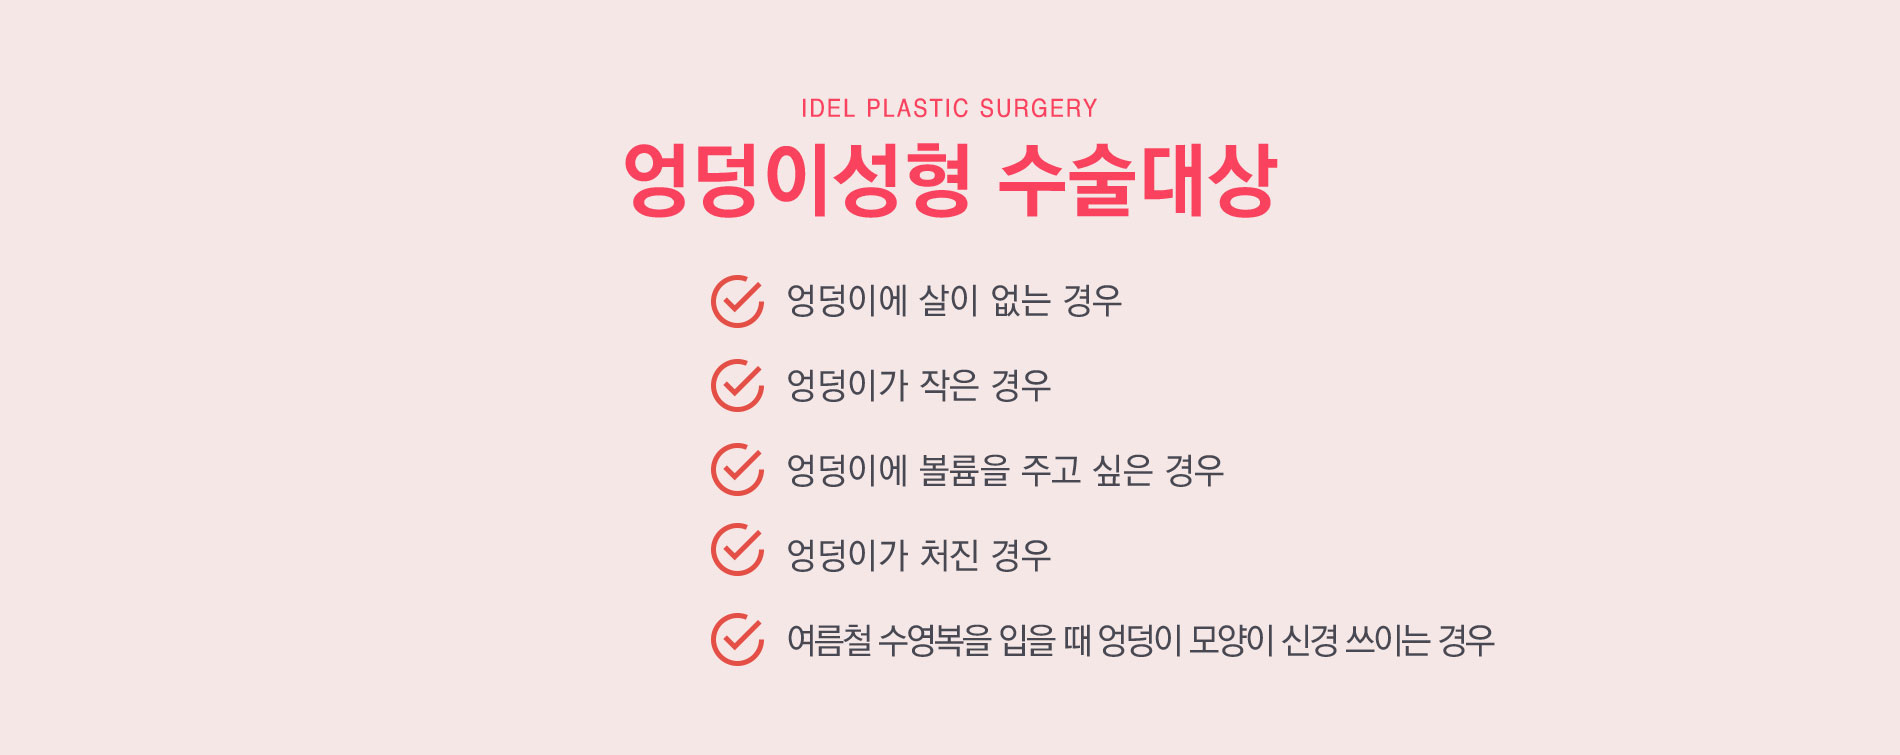 IDEL PLASTIC SURGERY
엉덩이성형 수술대상
엉덩이에 살이 없는 경우
엉덩이가 작은 경우
엉덩이에 볼륨을 주고 싶은 경우
엉덩이가 처진 경우
여름철 수영복을 입을 때 엉덩이 모양이 신경 쓰이는 경우